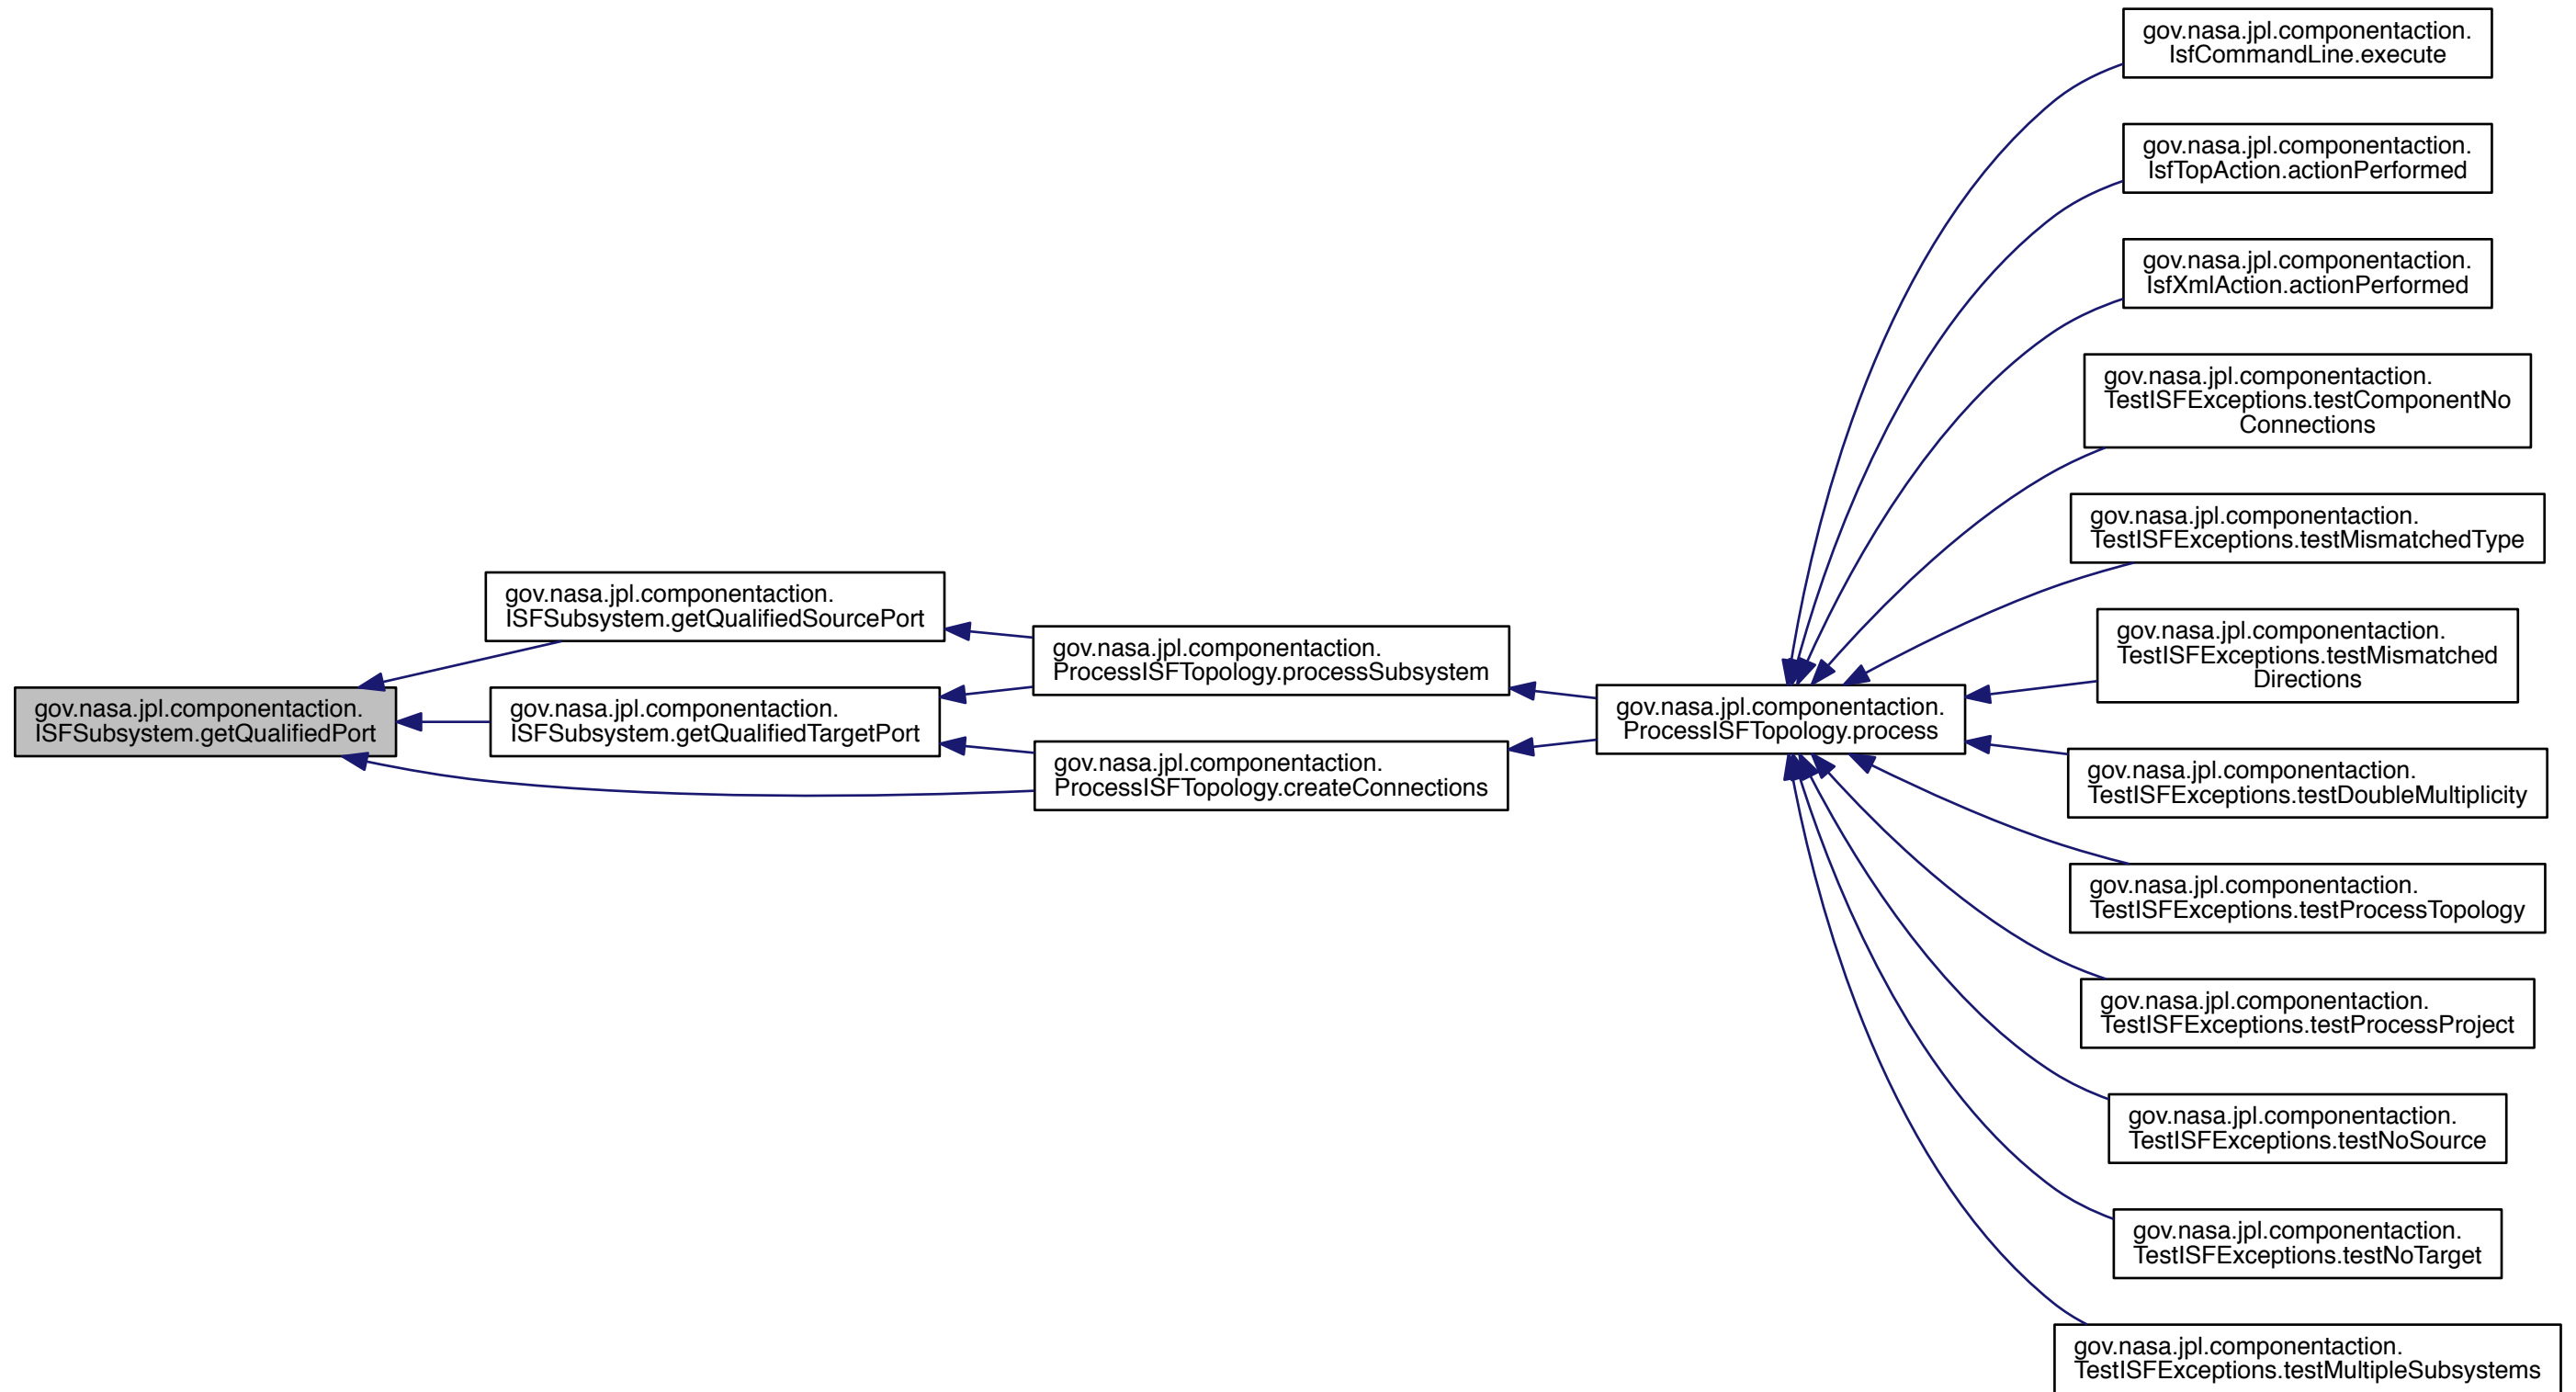 gov.nasa.jpl.componentaction.
IsfCommandLine.execute
gov.nasa.jpl.componentaction.
IsfTopAction.actionPerformed
gov.nasa.jpl.componentaction.
IsfXmlAction.actionPerformed
gov.nasa.jpl.componentaction.
TestISFExceptions.testComponentNo
Connections
gov.nasa.jpl.componentaction.
TestISFExceptions.testMismatchedType
gov.nasa.jpl.componentaction.
ISFSubsystem.getQualifiedSourcePort
gov.nasa.jpl.componentaction.
ProcessISFTopology.processSubsystem
gov.nasa.jpl.componentaction.
TestISFExceptions.testMismatched
Directions
gov.nasa.jpl.componentaction.
ISFSubsystem.getQualifiedPort
gov.nasa.jpl.componentaction.
ISFSubsystem.getQualifiedTargetPort
gov.nasa.jpl.componentaction.
ProcessISFTopology.process
gov.nasa.jpl.componentaction.
ProcessISFTopology.createConnections
gov.nasa.jpl.componentaction.
TestISFExceptions.testDoubleMultiplicity
gov.nasa.jpl.componentaction.
TestISFExceptions.testProcessTopology
gov.nasa.jpl.componentaction.
TestISFExceptions.testProcessProject
gov.nasa.jpl.componentaction.
TestISFExceptions.testNoSource
gov.nasa.jpl.componentaction.
TestISFExceptions.testNoTarget
gov.nasa.jpl.componentaction.
TestISFExceptions.testMultipleSubsystems